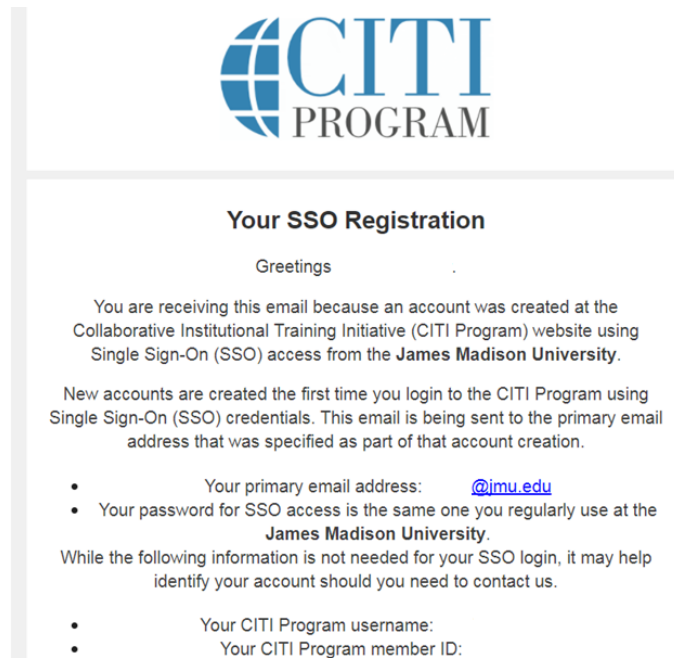 CITI
PROGRAM
Your SSO Registration
Greetings .
You are receiving this email because an account was created at the
Collaborative Institutional Training Initiative (CITI Program) website using
Single Sign-On (SSO) access from the James Madison University.
New accounts are created the first time you login to the CITI Program using
Single Sign-On (SSO) credentials. This email is being sent to the primary email
address that was specified as part of that account creation.
• Your primary email address: @jmu.edu
• Your password for SSO access is the same one you regularly use at the
James Madison University.
While the following information is not needed for your SSO login, it may help
identify your account should you need to contact us.
• Your CITI Program username:
• Your CITI Program member ID: